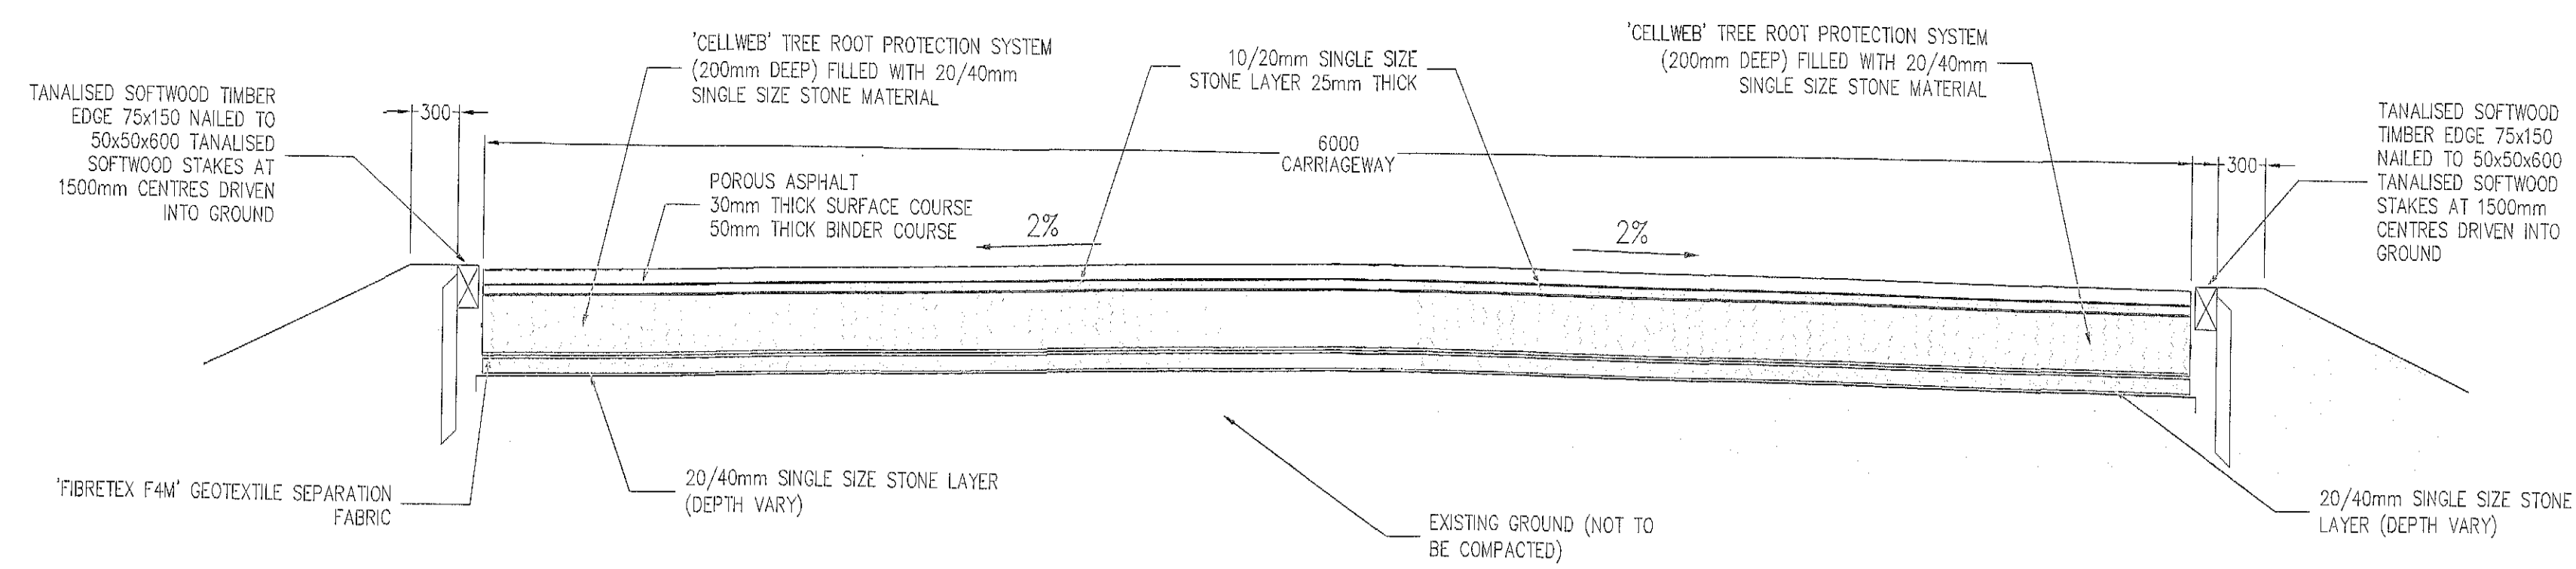 TANALISED SOFTWOOD TIMBER
EDGE 75x150 NAILED TO
50x50x600 TANALISED
SOFTWOOD STAKES AT
1500mm CENTRES DRIVEN
INTO GROUND
300
'CELLWEB' TREE ROOT PROTECTION SYSTEM
(200mm DEEP) FILLED WITH 20/40mm
SINGLE SIZE STONE MATERIAL
10/20mm SINGLE SIZE
STONE LAYER 25mm THICK
'CELLWEB' TREE ROOT PROTECTION SYSTEM
(200mm DEEP) FILLED WITH 20/40mm
SINGLE SIZE STONE MATERIAL
TANALISED SOFTWOOD
TIMBER EDGE 75x150
NAILED TO 50x50x600
TANALISED SOFTWOOD
STAKES AT 1500mm
CENTRES DRIVEN INTO
GROUND
6000
CARRIAGEWAY
300
POROUS ASPHALT
30mm THICK SURFACE COURSE
50mm THICK BINDER COURSE
2%
2%
'FIBRETEX F4M' GEOTEXTILE SEPARATION
FABRIC
20/40mm SINGLE SIZE STONE LAYER
(DEPTH VARY)
EXISTING GROUND (NOT TO
BE COMPACTED)
20/40mm SINGLE SIZE STONE
LAYER (DEPTH VARY)